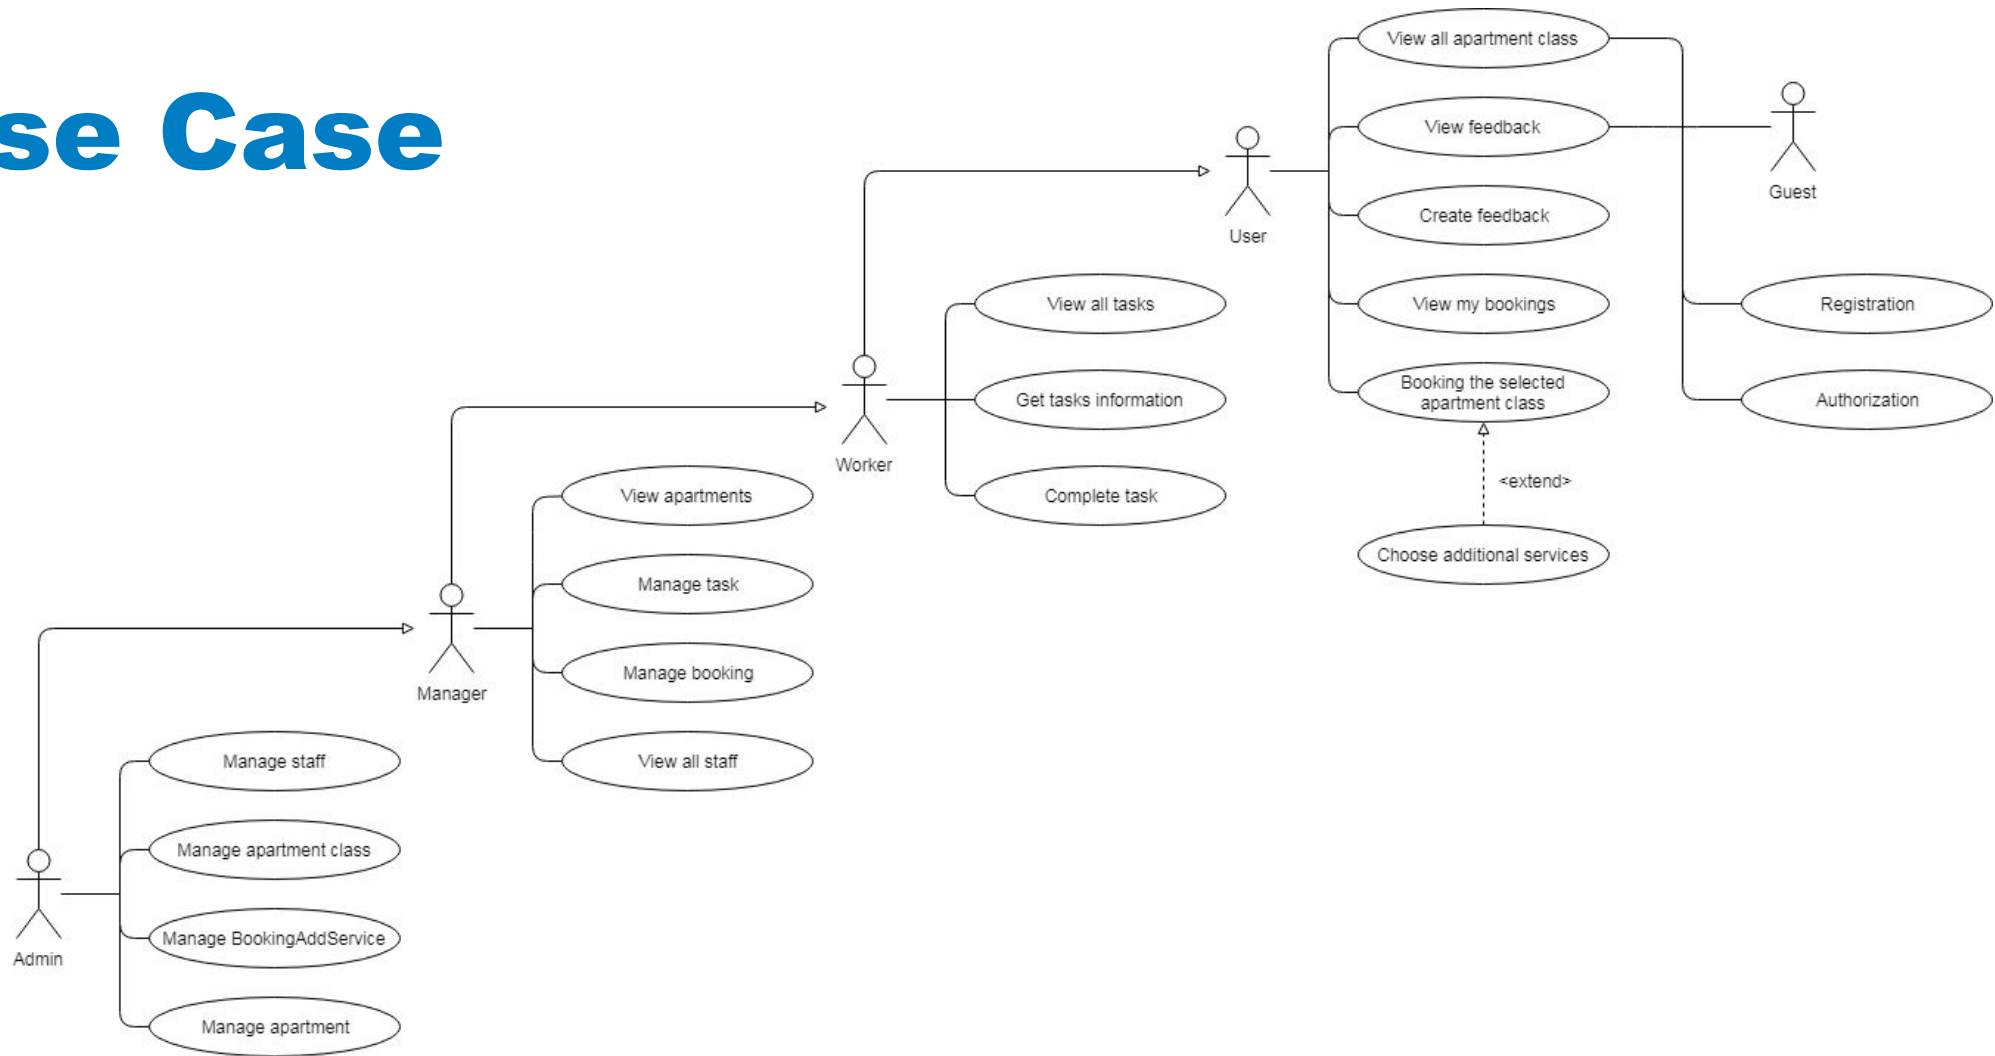 se Case
View all apartment class
View feedback
Guest
User
Create feedback
View all tasks
View my bookings
Registration
Booking the selected
apartment class
Get tasks information
Authorization
Worker
<extend>
View apartments
Complete task
Choose additional services
Manage task
Manager
Manage booking
Manage staff
View all staff
Manage apartment class
Manage BookingAddService
Admin
Manage apartment